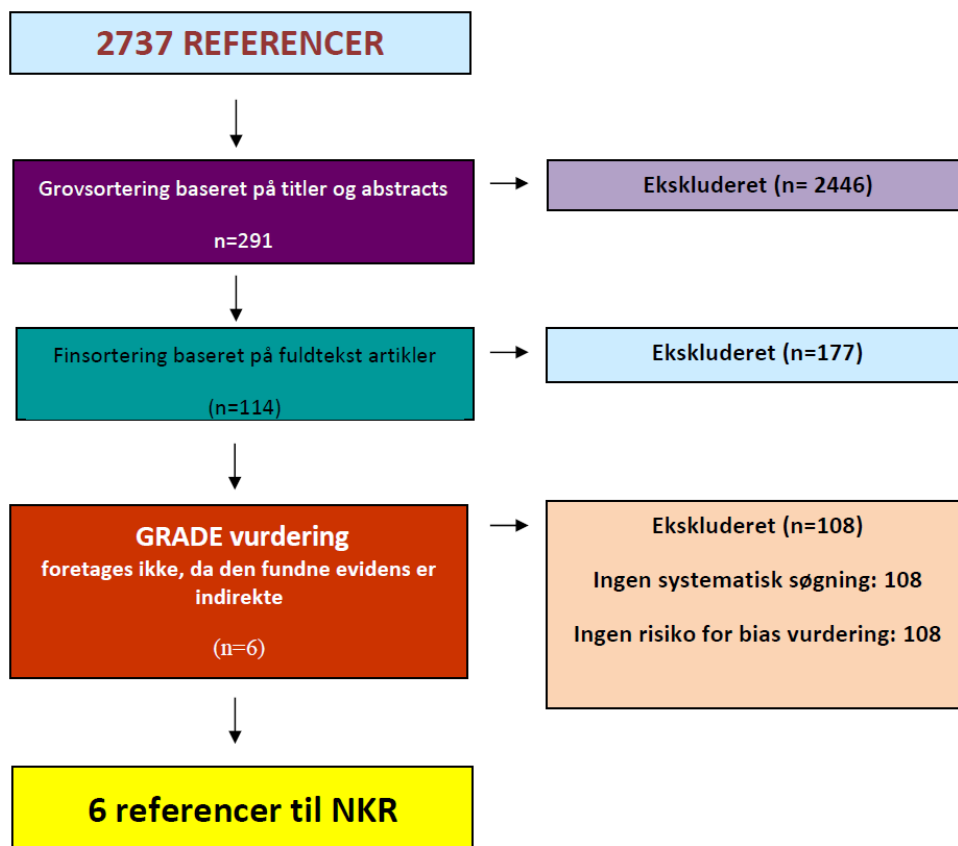 2737 REFERENCER
Grovsortering baseret på titler og abstracts
n=291
Ekskluderet (n= 2446)
Finsortering baseret på fuldtekst artikler
(n=114)
Ekskluderet (n=177)
GRADE vurdering
foretages ikke, da den fundne evidens er
indirekte
(n=6)
Ekskluderet (n=108)
Ingen systematisk søgning: 108
Ingen risiko for bias vurdering: 108
6 referencer til NKR